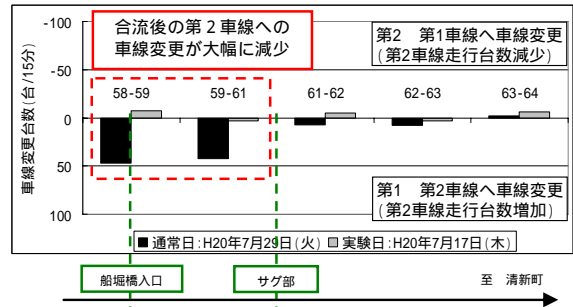 合流後の第2車線への
車線変更が大幅に減少
第2　第1車線へ車線変更
(第2車線走行台数減少)
車線変更台数(台/15分)
-100
-50
0
50
100
58-59
59-61
61-62
62-63
63-64
第1　第2車線へ車線変更
(第2車線走行台数増加)
■通常日:H20年7月29日(火)
■実験日:H20年7月17日(木)
船堀橋入口
サグ部
至　清新町